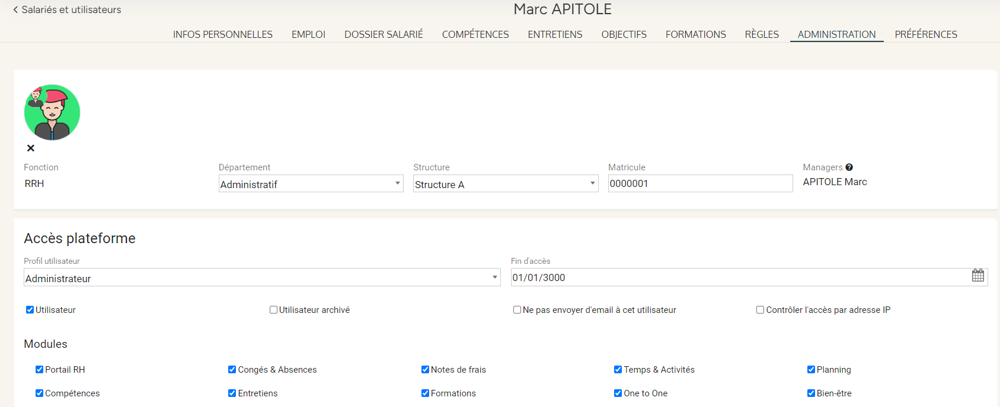 Salariés et utilisateurs
Marc APITOLE
INFOS PERSONNELLES EMPLOI DOSSIER SALARIÉ COMPÉTENCES ENTRETIENS OBJECTIFS FORMATIONS RÈGLES ADMINISTRATION PRÉFÉRENCES
Fonction Département Structure Matricule Managers
RRH Administratif Structure A 0000001 APITOLE Marc
Accès plateforme
Profil utilisateur Fin d'accès
Administrateur 01/01/3000
Utilisateur Utilisateur archivé Ne pas envoyer d'email à cet utilisateur Contrôler l'accès par adresse IP
Modules
Portail RH Congés & Absences Notes de frais Temps & Activités Planning
Compétences Entretiens Formations One to One Bien-être